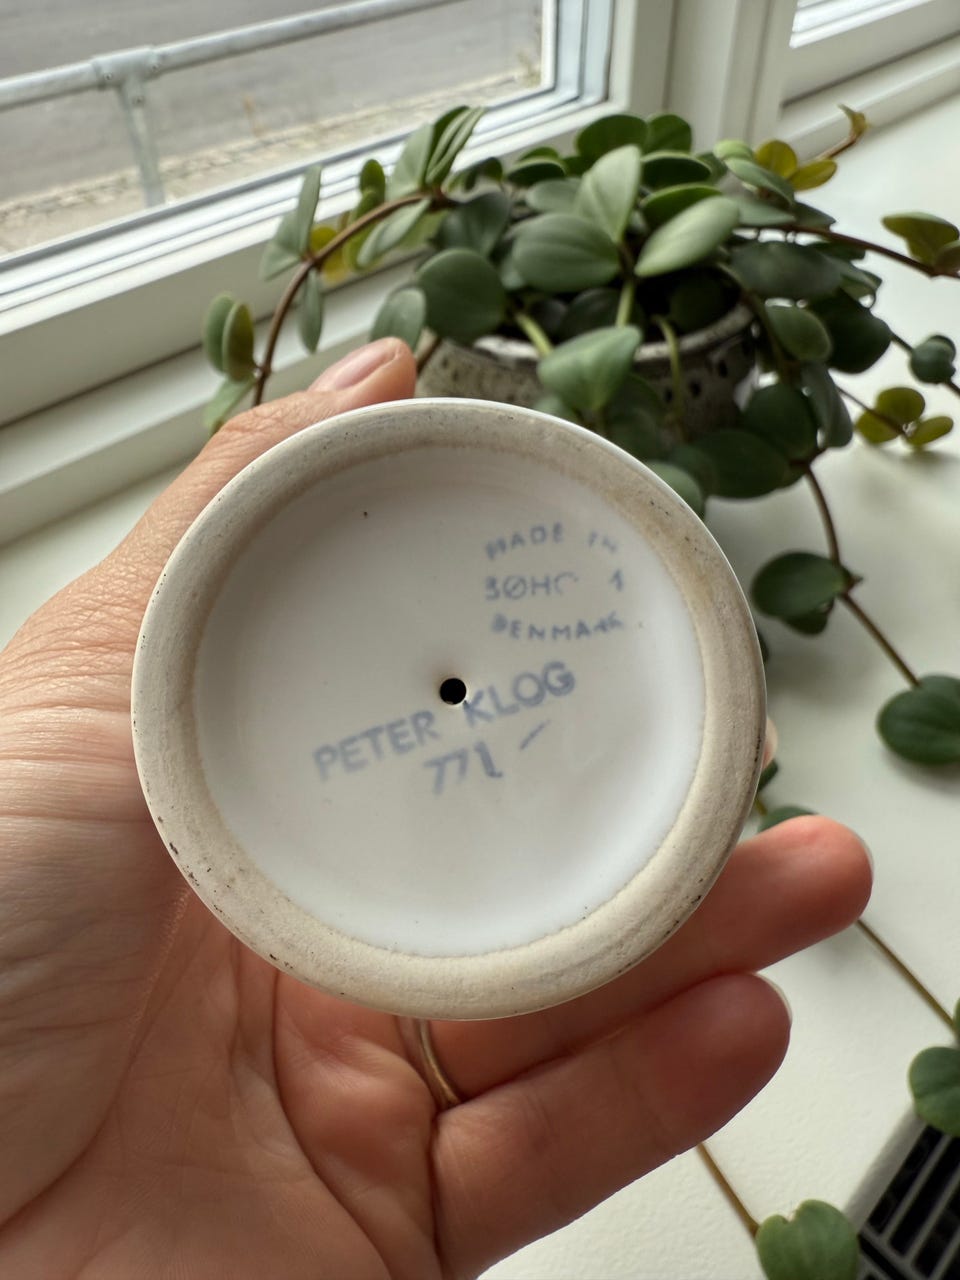 MADE IN
DENMARK
PETER KLOG
771